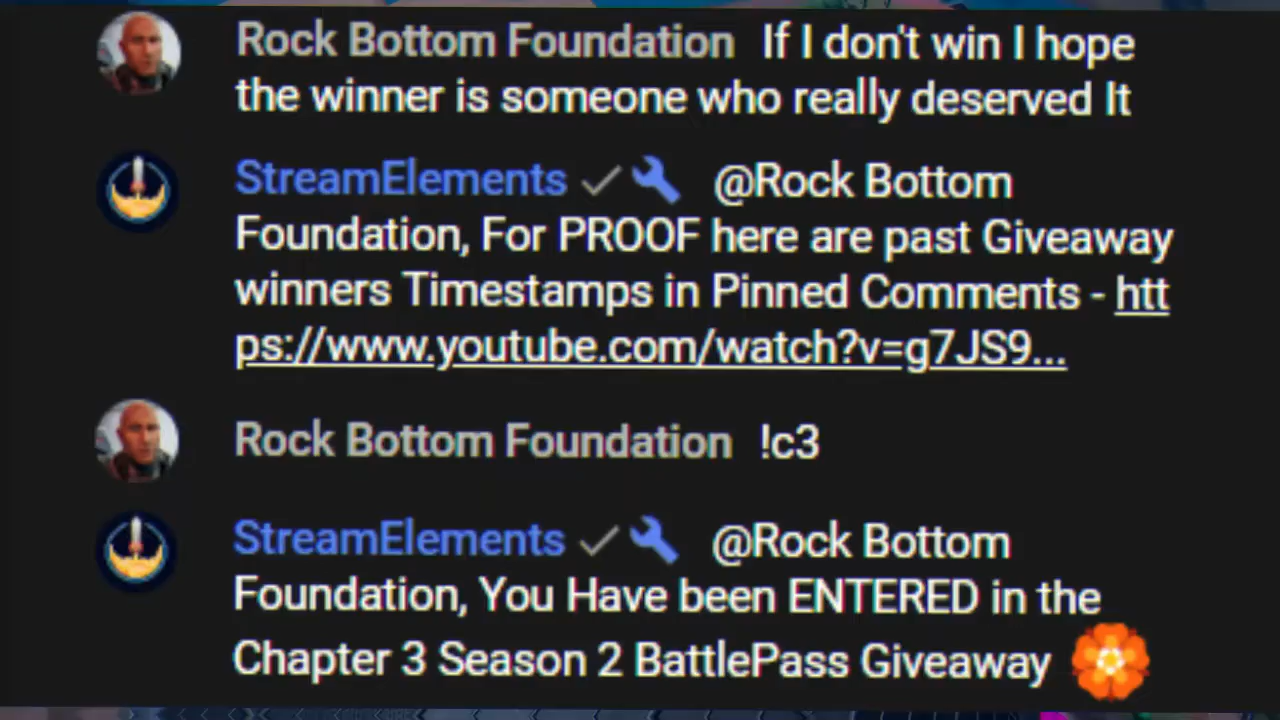 Rock Bottom Foundation If I don't win I hope
the winner is someone who really deserved It
StreamElements @Rock Bottom
Foundation, For PROOF here are past Giveaway
winners Timestamps in Pinned Comments - htt
ps://www.youtube.com/watch?v=g7JS9...
Rock Bottom Foundation !c3
StreamElements @Rock Bottom
Foundation, You Have been ENTERED in the
Chapter 3 Season 2 BattlePass Giveaway